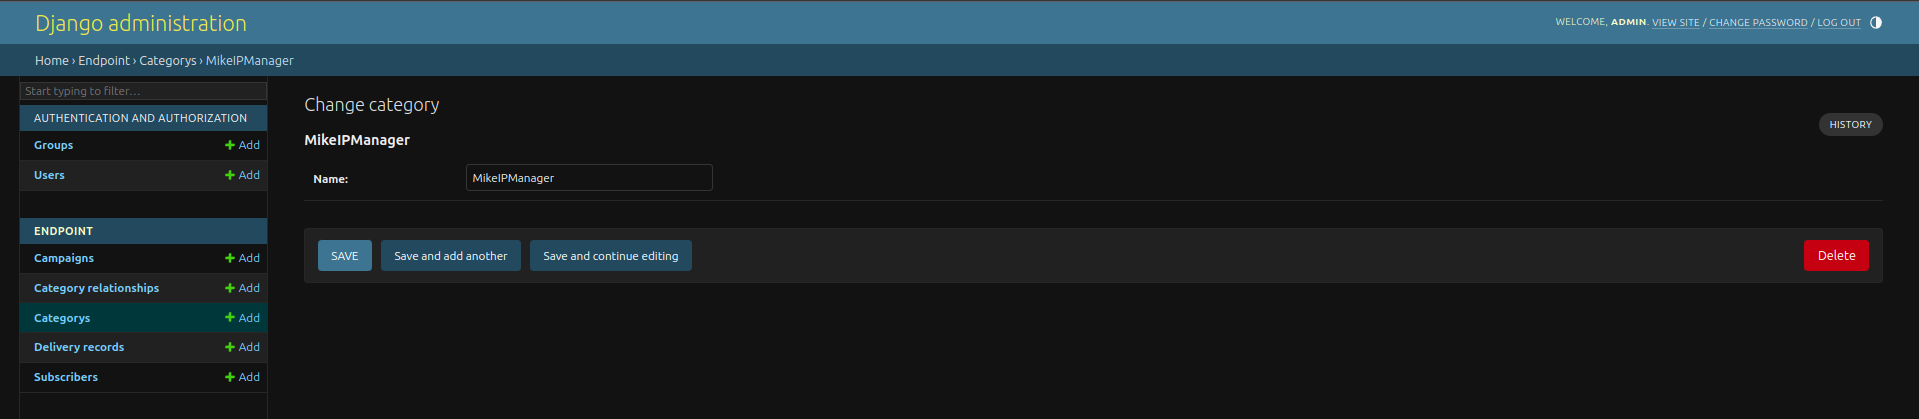 Django administration
WELCOME, ADMIN. VIEW SITE / CHANGE PASSWORD / LOG OUT
Home › Endpoint › Categorys › MikeIPManager
Start typing to filter…
AUTHENTICATION AND AUTHORIZATION
Groups Add
Users Add
ENDPOINT
Campaigns Add
Category relationships Add
Categorys Add
Delivery records Add
Subscribers Add
Change category
HISTORY
MikeIPManager
Name: MikeIPManager
SAVE Save and add another Save and continue editing Delete